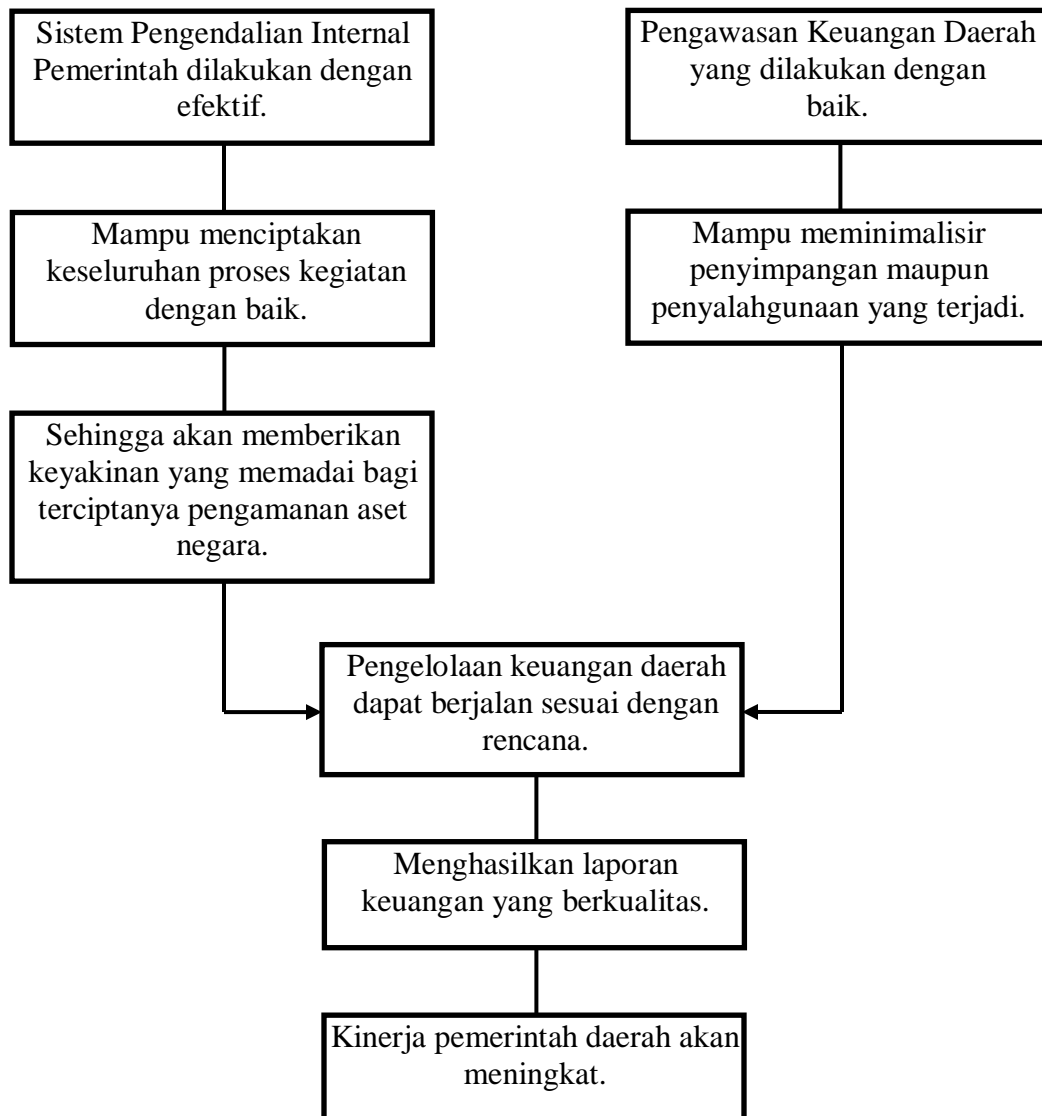 Sistem Pengendalian Internal
Pemerintah dilakukan dengan
efektif.
Pengawasan Keuangan Daerah
yang dilakukan dengan
baik.
Mampu menciptakan
keseluruhan proses kegiatan
dengan baik.
Mampu meminimalisir
penyimpangan maupun
penyalahgunaan yang terjadi.
Sehingga akan memberikan
keyakinan yang memadai bagi
terciptanya pengamanan aset
negara.
Pengelolaan keuangan daerah
dapat berjalan sesuai dengan
rencana.
Menghasilkan laporan
keuangan yang berkualitas.
Kinerja pemerintah daerah akan
meningkat.